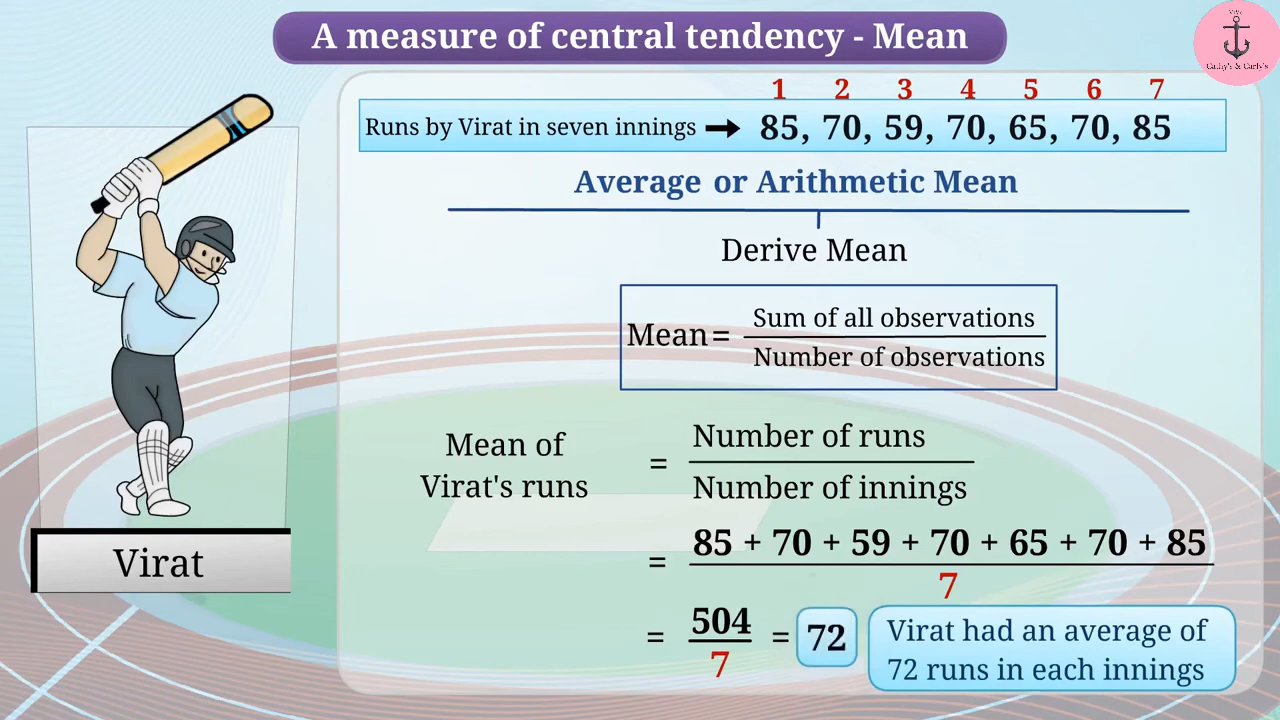 A measure of central tendency - Mean
Cathy's & Carly's
1 2 3 4 5 6 7
Runs by Virat in seven innings → 85, 70, 59, 70, 65, 70, 85
Average or Arithmetic Mean
Derive Mean
Sum of all observations
Mean =
Number of observations
Mean of
Virat's runs
=
Number of runs
Number of innings
= 85 + 70 + 59 + 70 + 65 + 70 + 85
7
= 504
7
= 72
Virat had an average of
72 runs in each innings
Virat